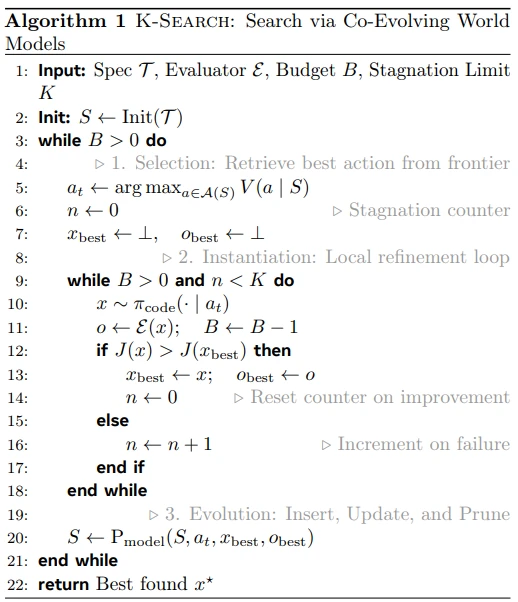 Algorithm 1 K-SEARCH: Search via Co-Evolving World
Models
1: Input: Spec 𝒯, Evaluator ℰ, Budget B, Stagnation Limit
K
2: Init: S ← Init(𝒯)
3: while B > 0 do
4: ▷ 1. Selection: Retrieve best action from frontier
5: aₜ ← arg maxₐ∈𝒜(S) V(a | S)
6: n ← 0 ▷ Stagnation counter
7: x_best ← ⊥, o_best ← ⊥
8: ▷ 2. Instantiation: Local refinement loop
9: while B > 0 and n < K do
10: x ∼ π_code(· | aₜ)
11: o ← ℰ(x); B ← B − 1
12: if J(x) > J(x_best) then
13: x_best ← x; o_best ← o
14: n ← 0 ▷ Reset counter on improvement
15: else
16: n ← n + 1 ▷ Increment on failure
17: end if
18: end while
19: ▷ 3. Evolution: Insert, Update, and Prune
20: S ← P_model(S, aₜ, x_best, o_best)
21: end while
22: return Best found x⋆